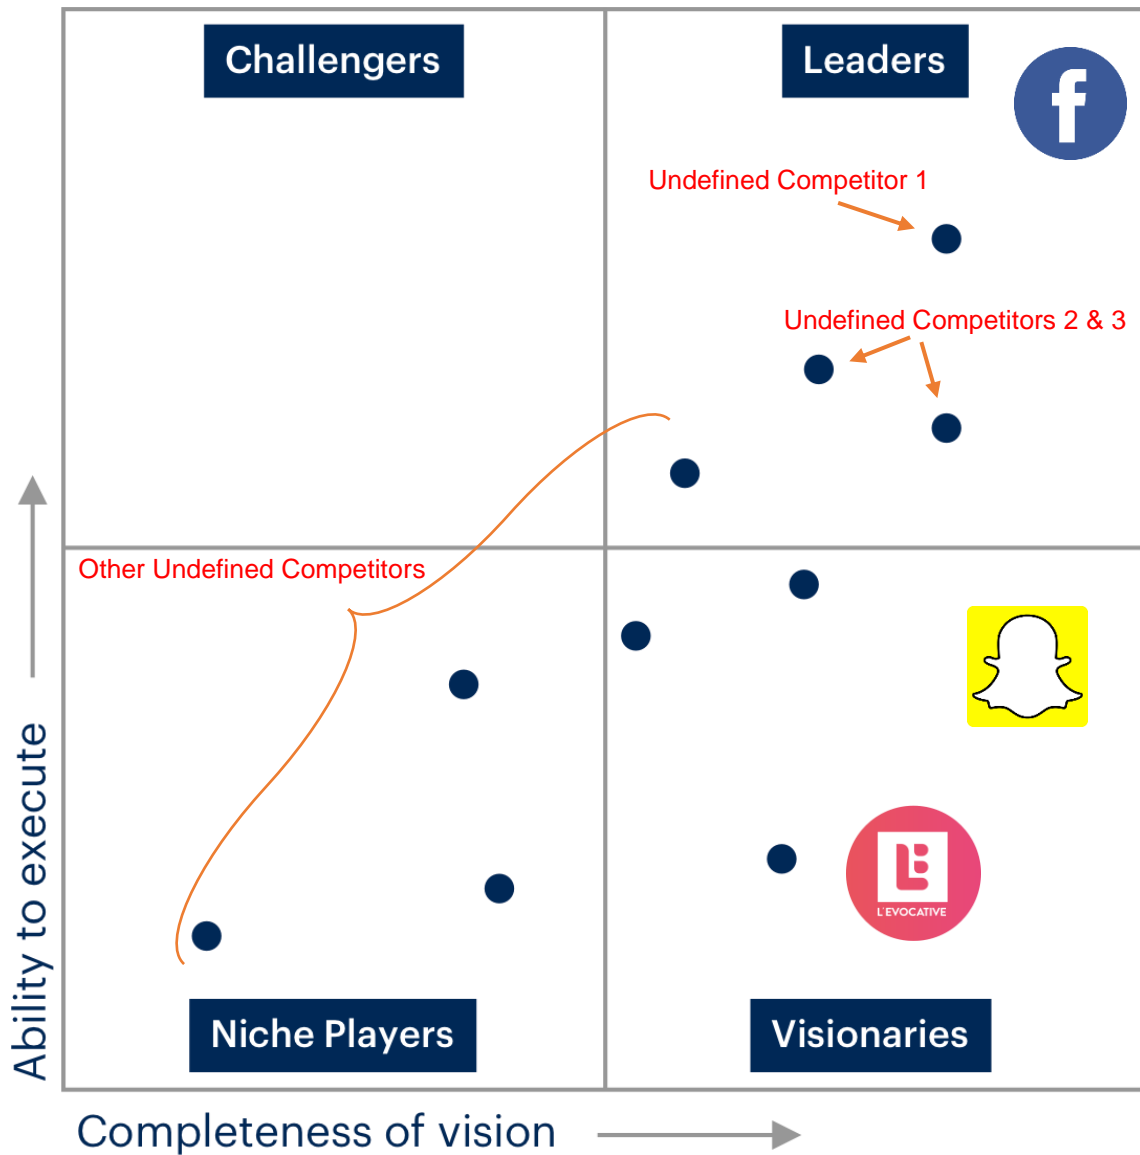 Challengers
Leaders
f
Undefined Competitor 1
Undefined Competitors 2 & 3
Other Undefined Competitors
Ability to execute
L'EVOCATIVE
Niche Players
Visionaries
Completeness of vision